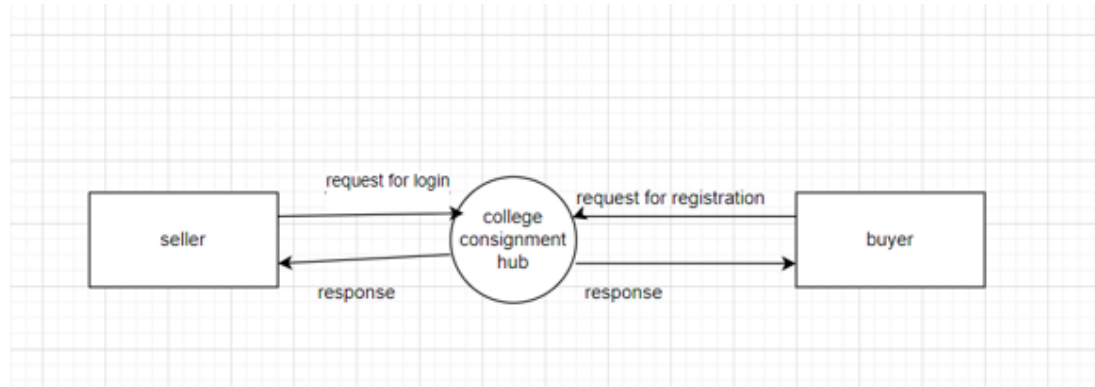 request for login
request for registration
seller
college
consignment
hub
buyer
response
response